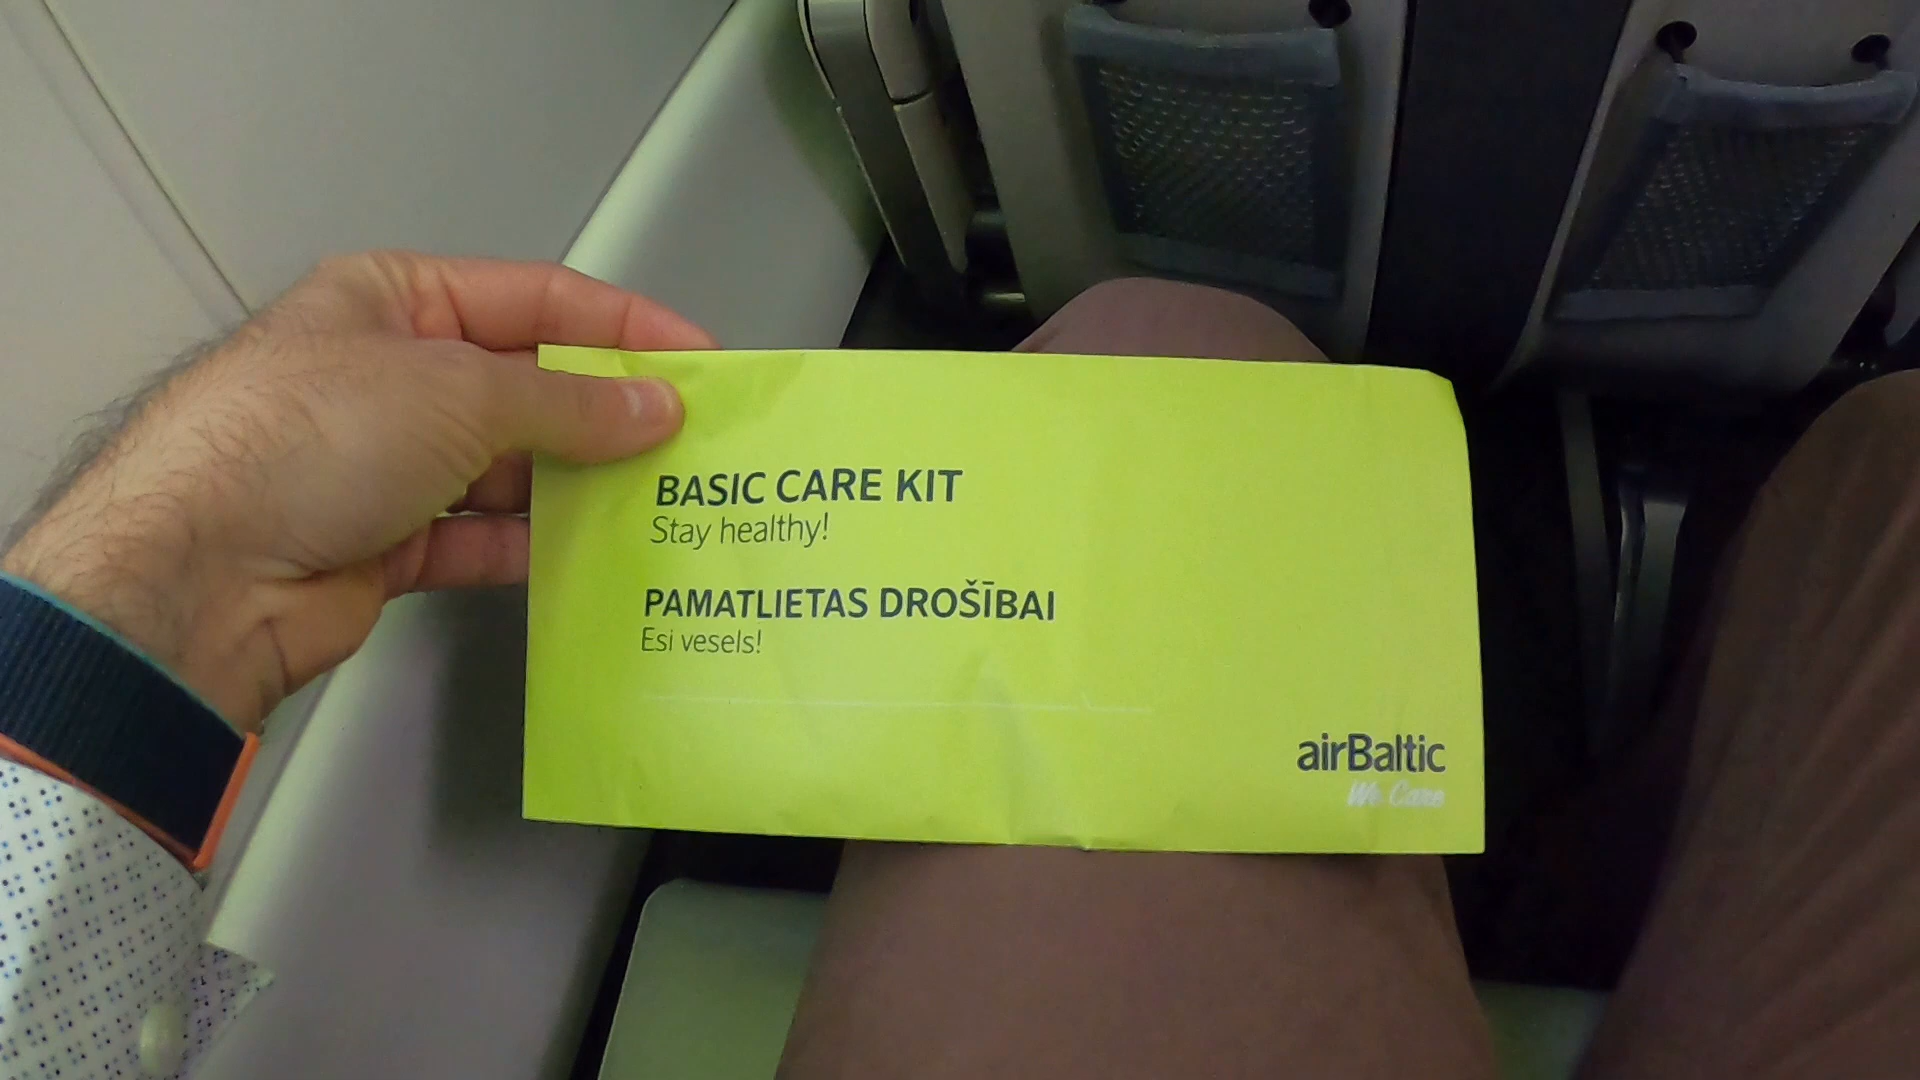 BASIC CARE KIT
Stay healthy!
PAMATLIETAS DROŠĪBAI
Esi vesels!
airBaltic
We Care